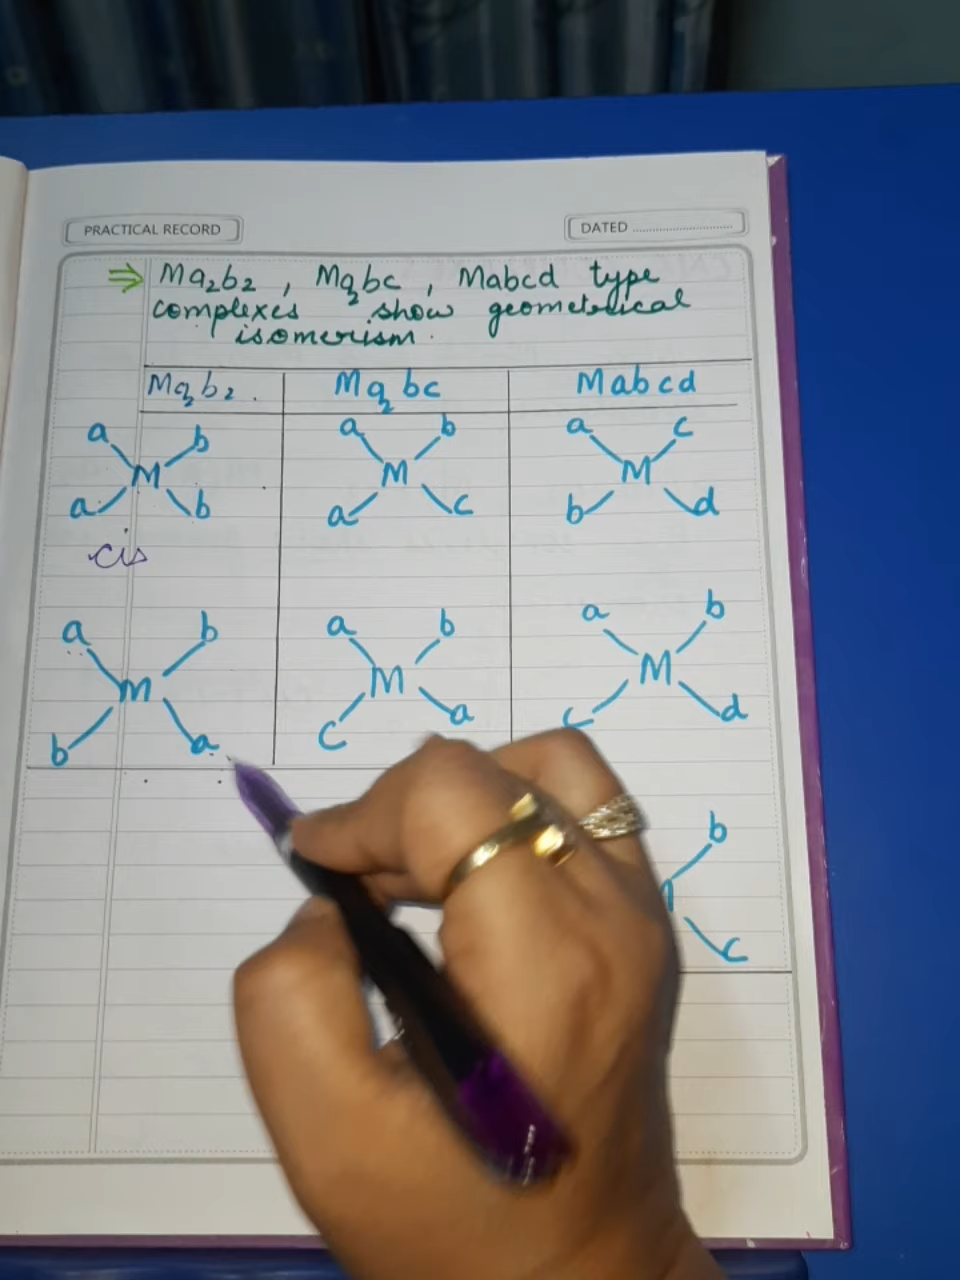 PRACTICAL RECORD
DATED
⇒ Ma₂b₂ , Ma₂bc , Mabcd type
complexes show geometrical
isomerism.
Ma₂b₂. Ma₂bc Mabcd
a b a b a c
M M M
a b a c b d
cis
a b a b a b
M M M
b a c a c d
b
c